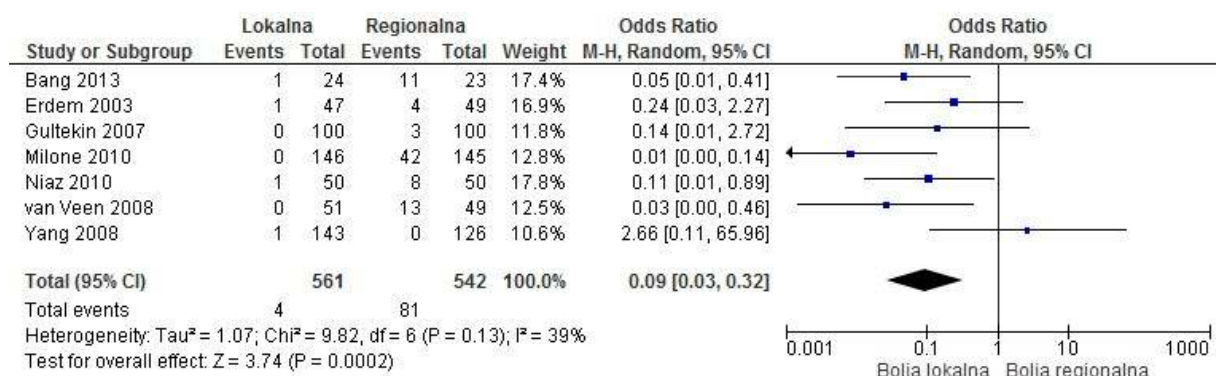 Lokalna Regionalna Odds Ratio Odds Ratio
Study or Subgroup Events Total Events Total Weight M-H, Random, 95% CI M-H, Random, 95% CI
Bang 2013 1 24 11 23 17.4% 0.05 [0.01, 0.41]
Erdem 2003 1 47 4 49 16.9% 0.24 [0.03, 2.27]
Gultekin 2007 0 100 3 100 11.8% 0.14 [0.01, 2.72]
Milone 2010 0 146 42 145 12.8% 0.01 [0.00, 0.14]
Niaz 2010 1 50 8 50 17.8% 0.11 [0.01, 0.89]
van Veen 2008 0 51 13 49 12.5% 0.03 [0.00, 0.46]
Yang 2008 1 143 0 126 10.6% 2.66 [0.11, 65.96]
Total (95% CI) 561 542 100.0% 0.09 [0.03, 0.32]
Total events 4 81
Heterogeneity: Tau² = 1.07; Chi² = 9.82, df = 6 (P = 0.13); I² = 39%
Test for overall effect: Z = 3.74 (P = 0.0002)
0.001 0.1 1 10 1000
Bolja lokalna Bolja regionalna